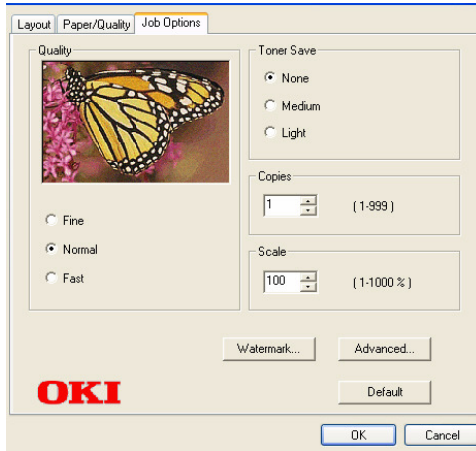 Layout Paper/Quality Job Options
Quality
Fine
Normal
Fast
Toner Save
None
Medium
Light
Copies
1 (1-999)
Scale
100 (1-1000 %)
Watermark... Advanced...
OKI
Default
OK Cancel